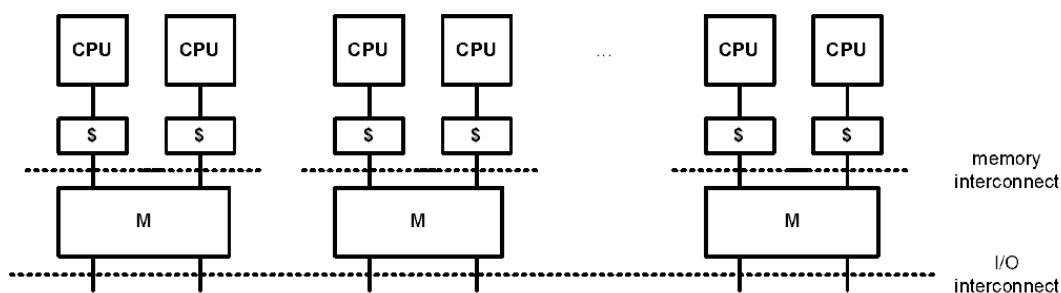 CPU CPU CPU CPU ... CPU CPU
$ $ $ $ $ $
memory
interconnect
M M M
I/O
interconnect